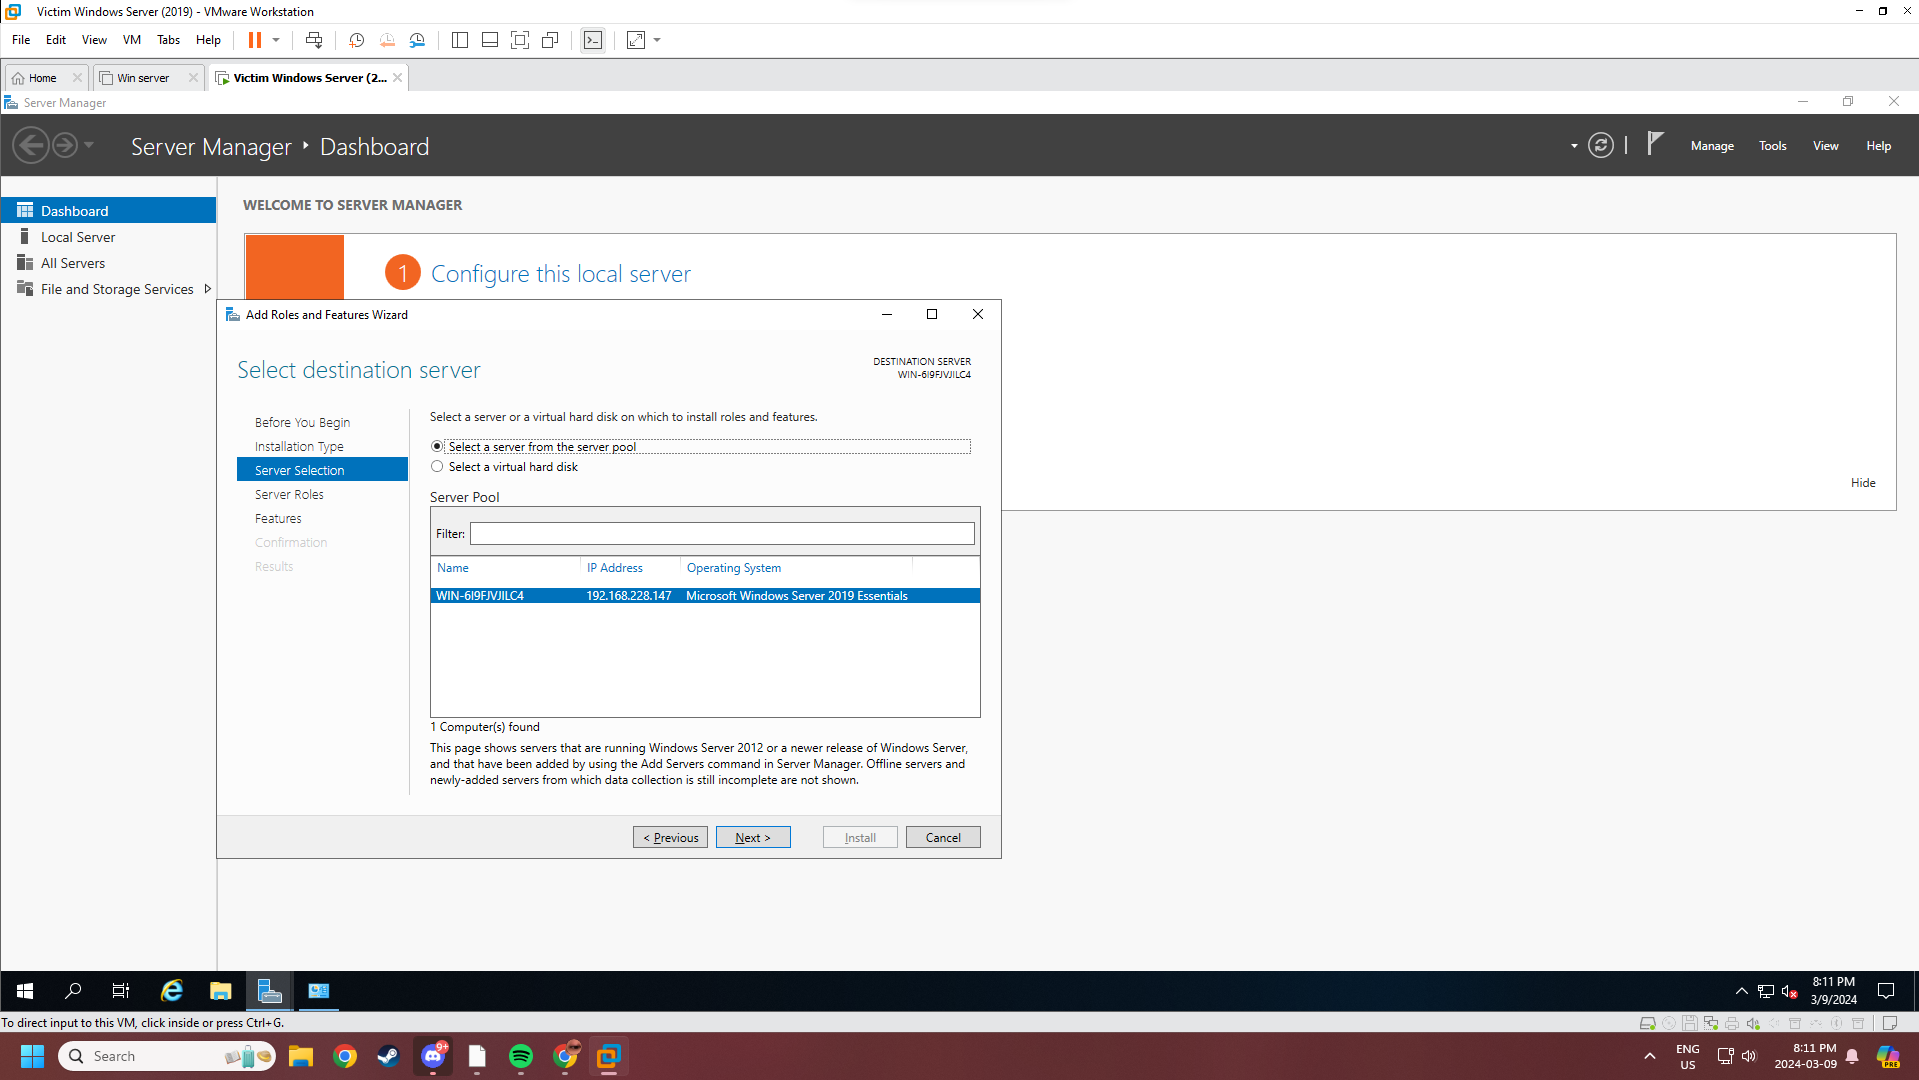 Victim Windows Server (2019) - VMware Workstation
File Edit View VM Tabs Help
Home Win server Victim Windows Server (2...
Server Manager
Server Manager Dashboard
Manage Tools View Help
Dashboard
Local Server
All Servers
File and Storage Services
WELCOME TO SERVER MANAGER
1 Configure this local server
Hide
Add Roles and Features Wizard
Select destination server
DESTINATION SERVER
WIN-6I9FJVJILC4
Before You Begin
Installation Type
Server Selection
Server Roles
Features
Confirmation
Results
Select a server or a virtual hard disk on which to install roles and features.
Select a server from the server pool
Select a virtual hard disk
Server Pool
Filter:
Name IP Address Operating System
WIN-6I9FJVJILC4 192.168.228.147 Microsoft Windows Server 2019 Essentials
1 Computer(s) found
This page shows servers that are running Windows Server 2012 or a newer release of Windows Server,
and that have been added by using the Add Servers command in Server Manager. Offline servers and
newly-added servers from which data collection is still incomplete are not shown.
< Previous Next > Install Cancel
8:11 PM
3/9/2024
To direct input to this VM, click inside or press Ctrl+G.
Search
9+
ENG
US
8:11 PM
2024-03-09
PRE